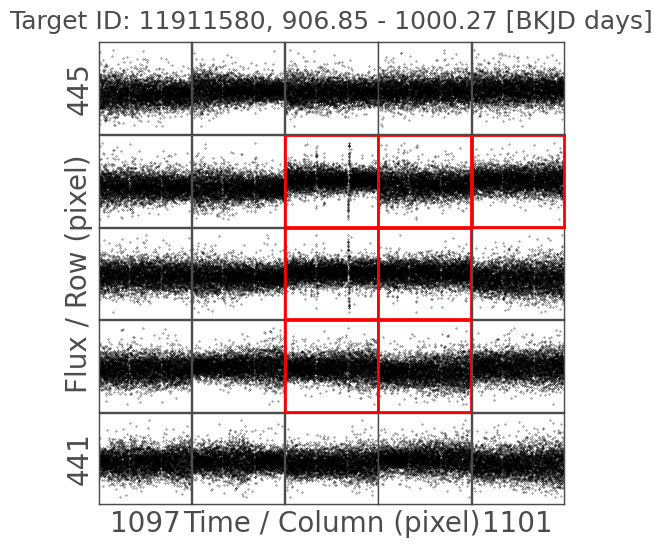 Target ID: 11911580, 906.85 - 1000.27 [BKJD days]
445
Flux / Row (pixel)
441
1097 Time / Column (pixel) 1101